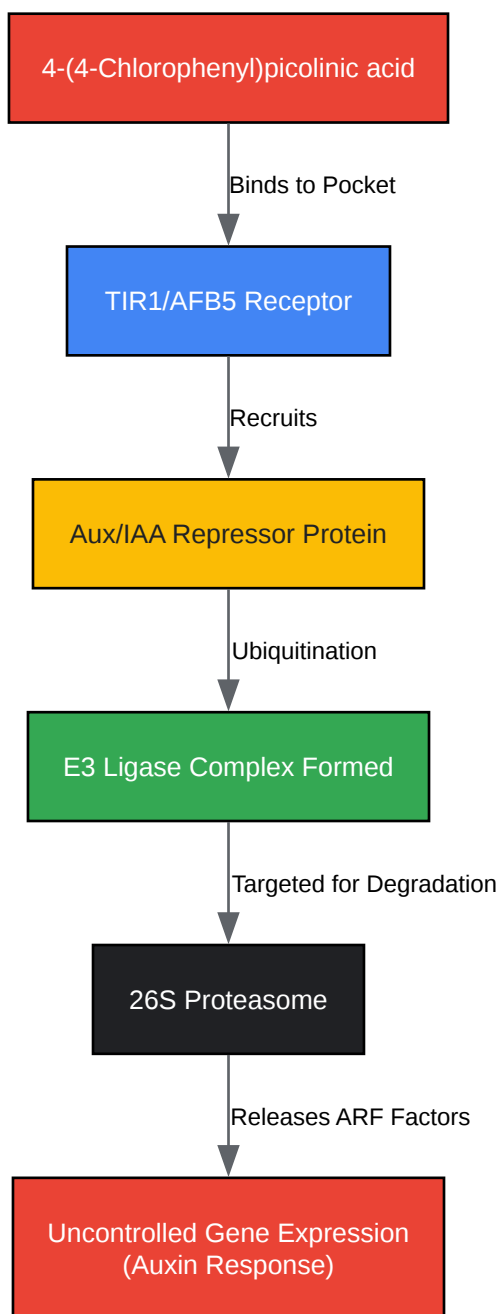 4-(4-Chlorophenyl)picolinic acid
Binds to Pocket
TIR1/AFB5 Receptor
Recruits
Aux/IAA Repressor Protein
Ubiquitination
E3 Ligase Complex Formed
Targeted for Degradation
26S Proteasome
Releases ARF Factors
Uncontrolled Gene Expression
(Auxin Response)